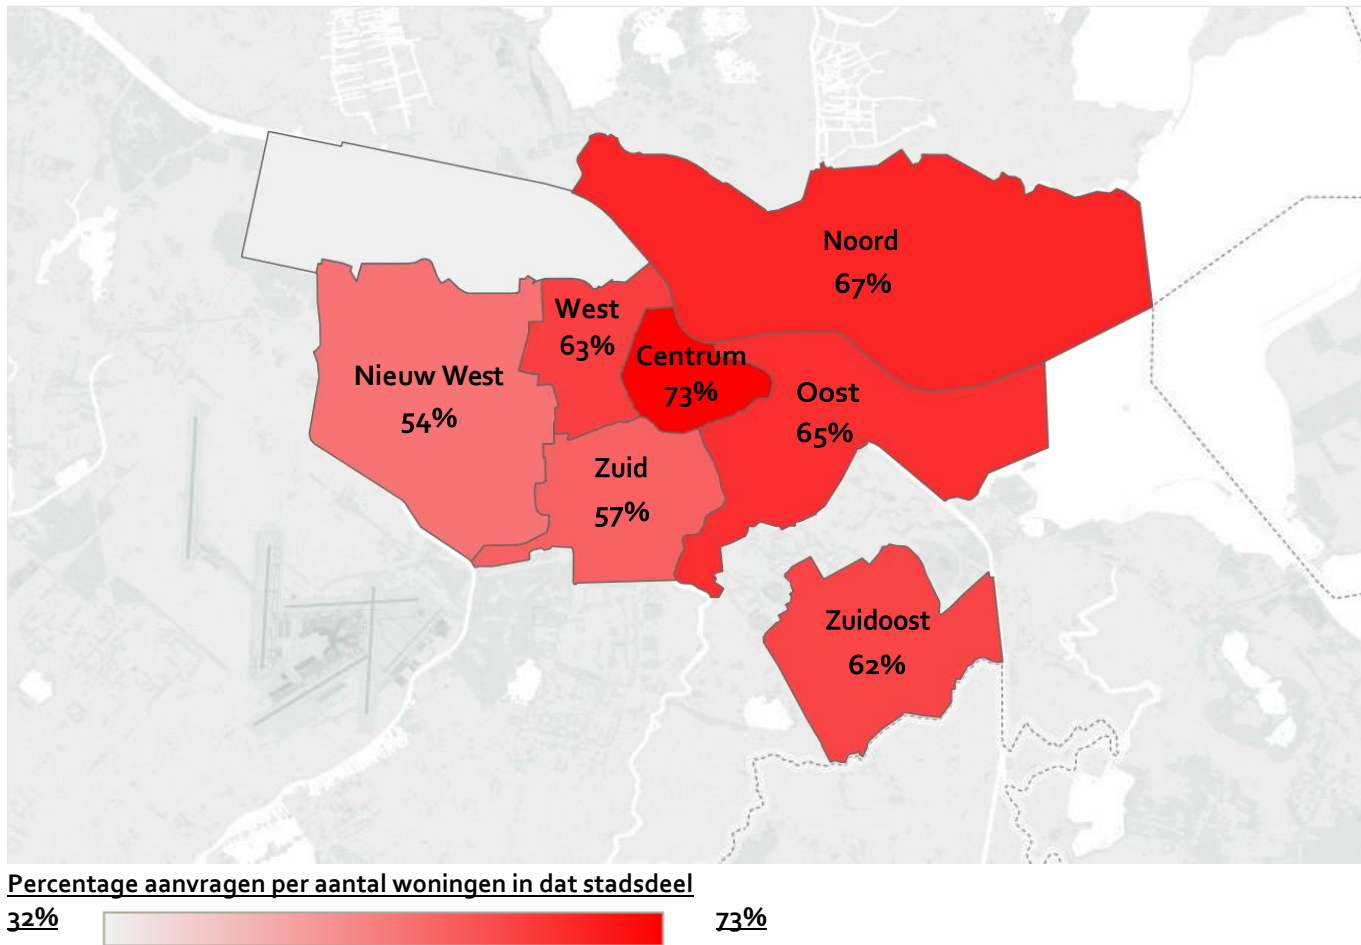 Noord
67%
West
63%
Centrum
73%
Nieuw West
54%
Oost
65%
Zuid
57%
Zuidoost
62%
Percentage aanvragen per aantal woningen in dat stadsdeel
32%
73%